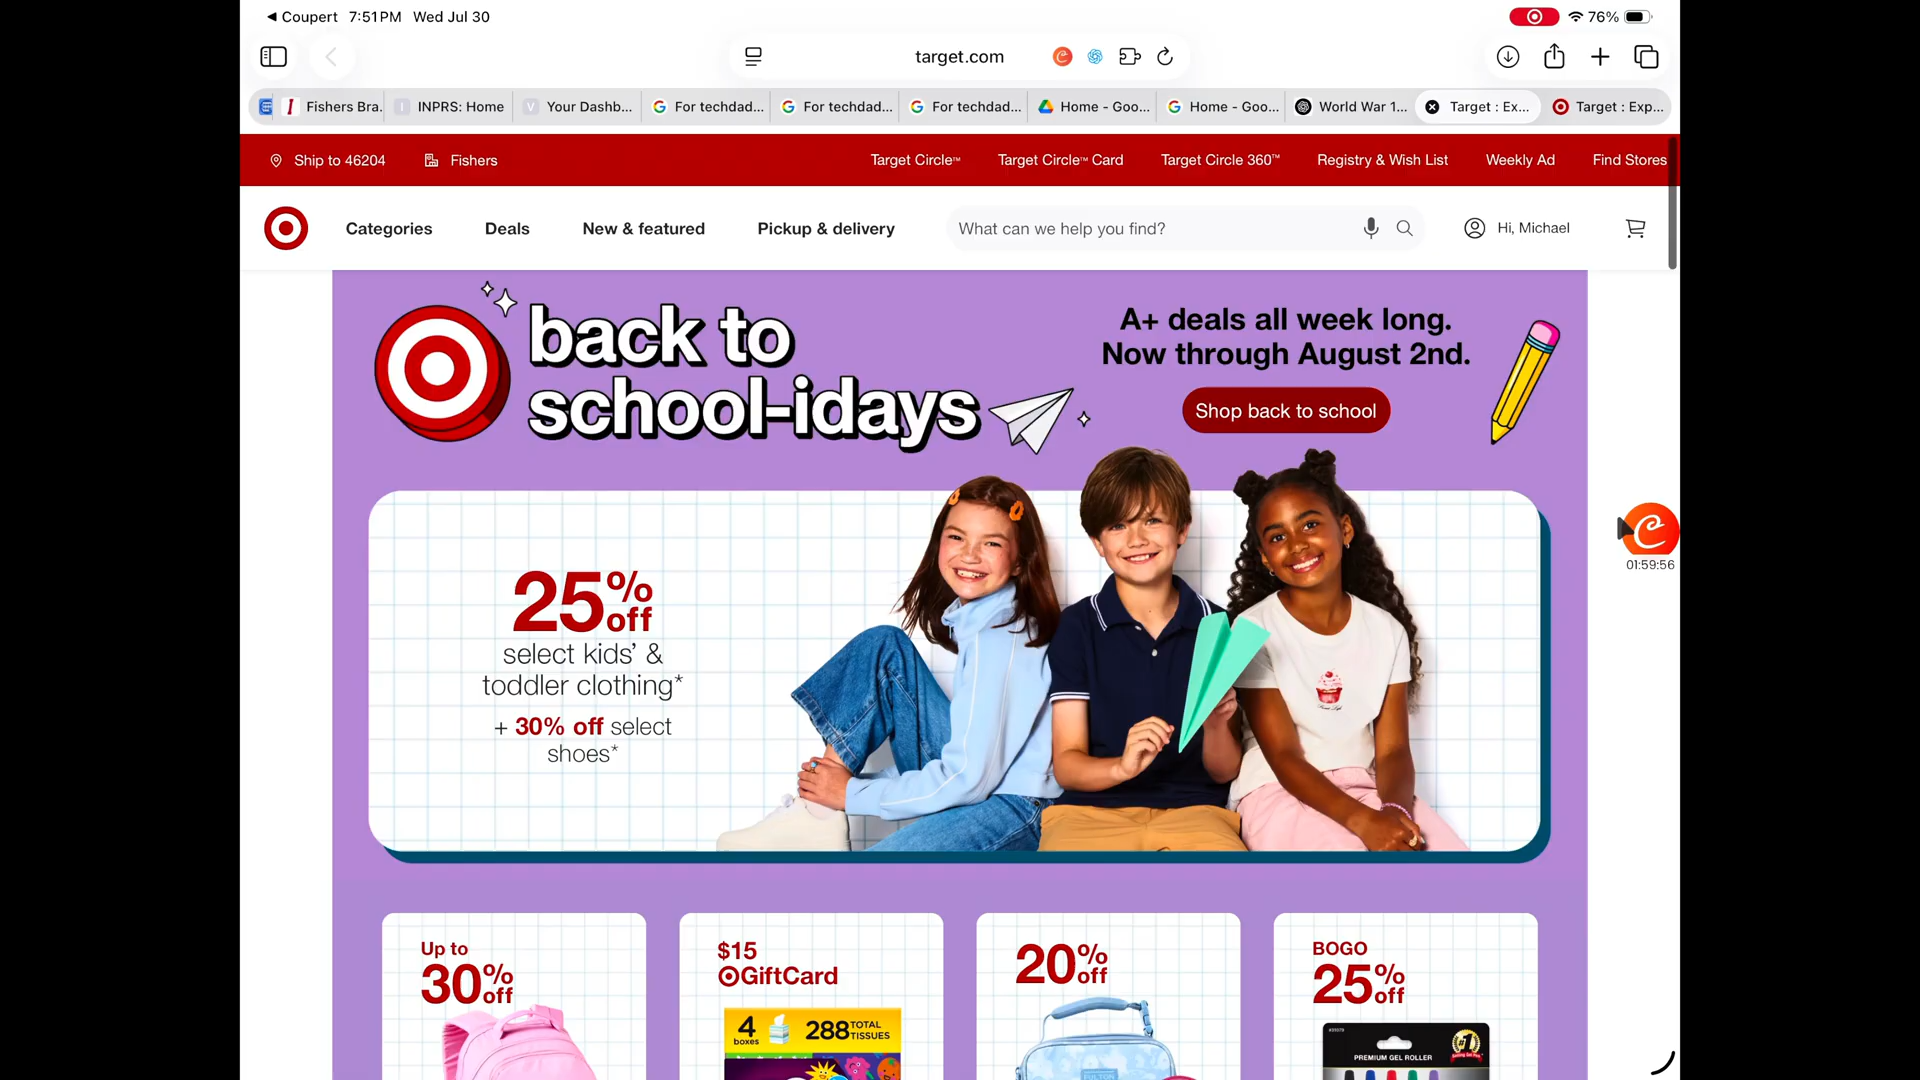 Coupert 7:51 PM Wed Jul 30
76%
target.com
Fishers Bra...
INPRS: Home
Your Dashb...
For techdad...
For techdad...
For techdad...
Home - Goo...
Home - Goo...
World War 1...
Target : Ex...
Target : Exp...
Ship to 46204
Fishers
Target Circle™
Target Circle™ Card
Target Circle 360™
Registry & Wish List
Weekly Ad
Find Stores
Categories
Deals
New & featured
Pickup & delivery
What can we help you find?
Hi, Michael
back to
school-idays
A+ deals all week long.
Now through August 2nd.
Shop back to school
25% off
select kids' &
toddler clothing*
+ 30% off select
shoes*
01:59:56
Up to
30% off
$15
GiftCard
4 boxes
288 TOTAL TISSUES
20% off
FULTON
BOGO
25% off
#1
PREMIUM GEL ROLLER